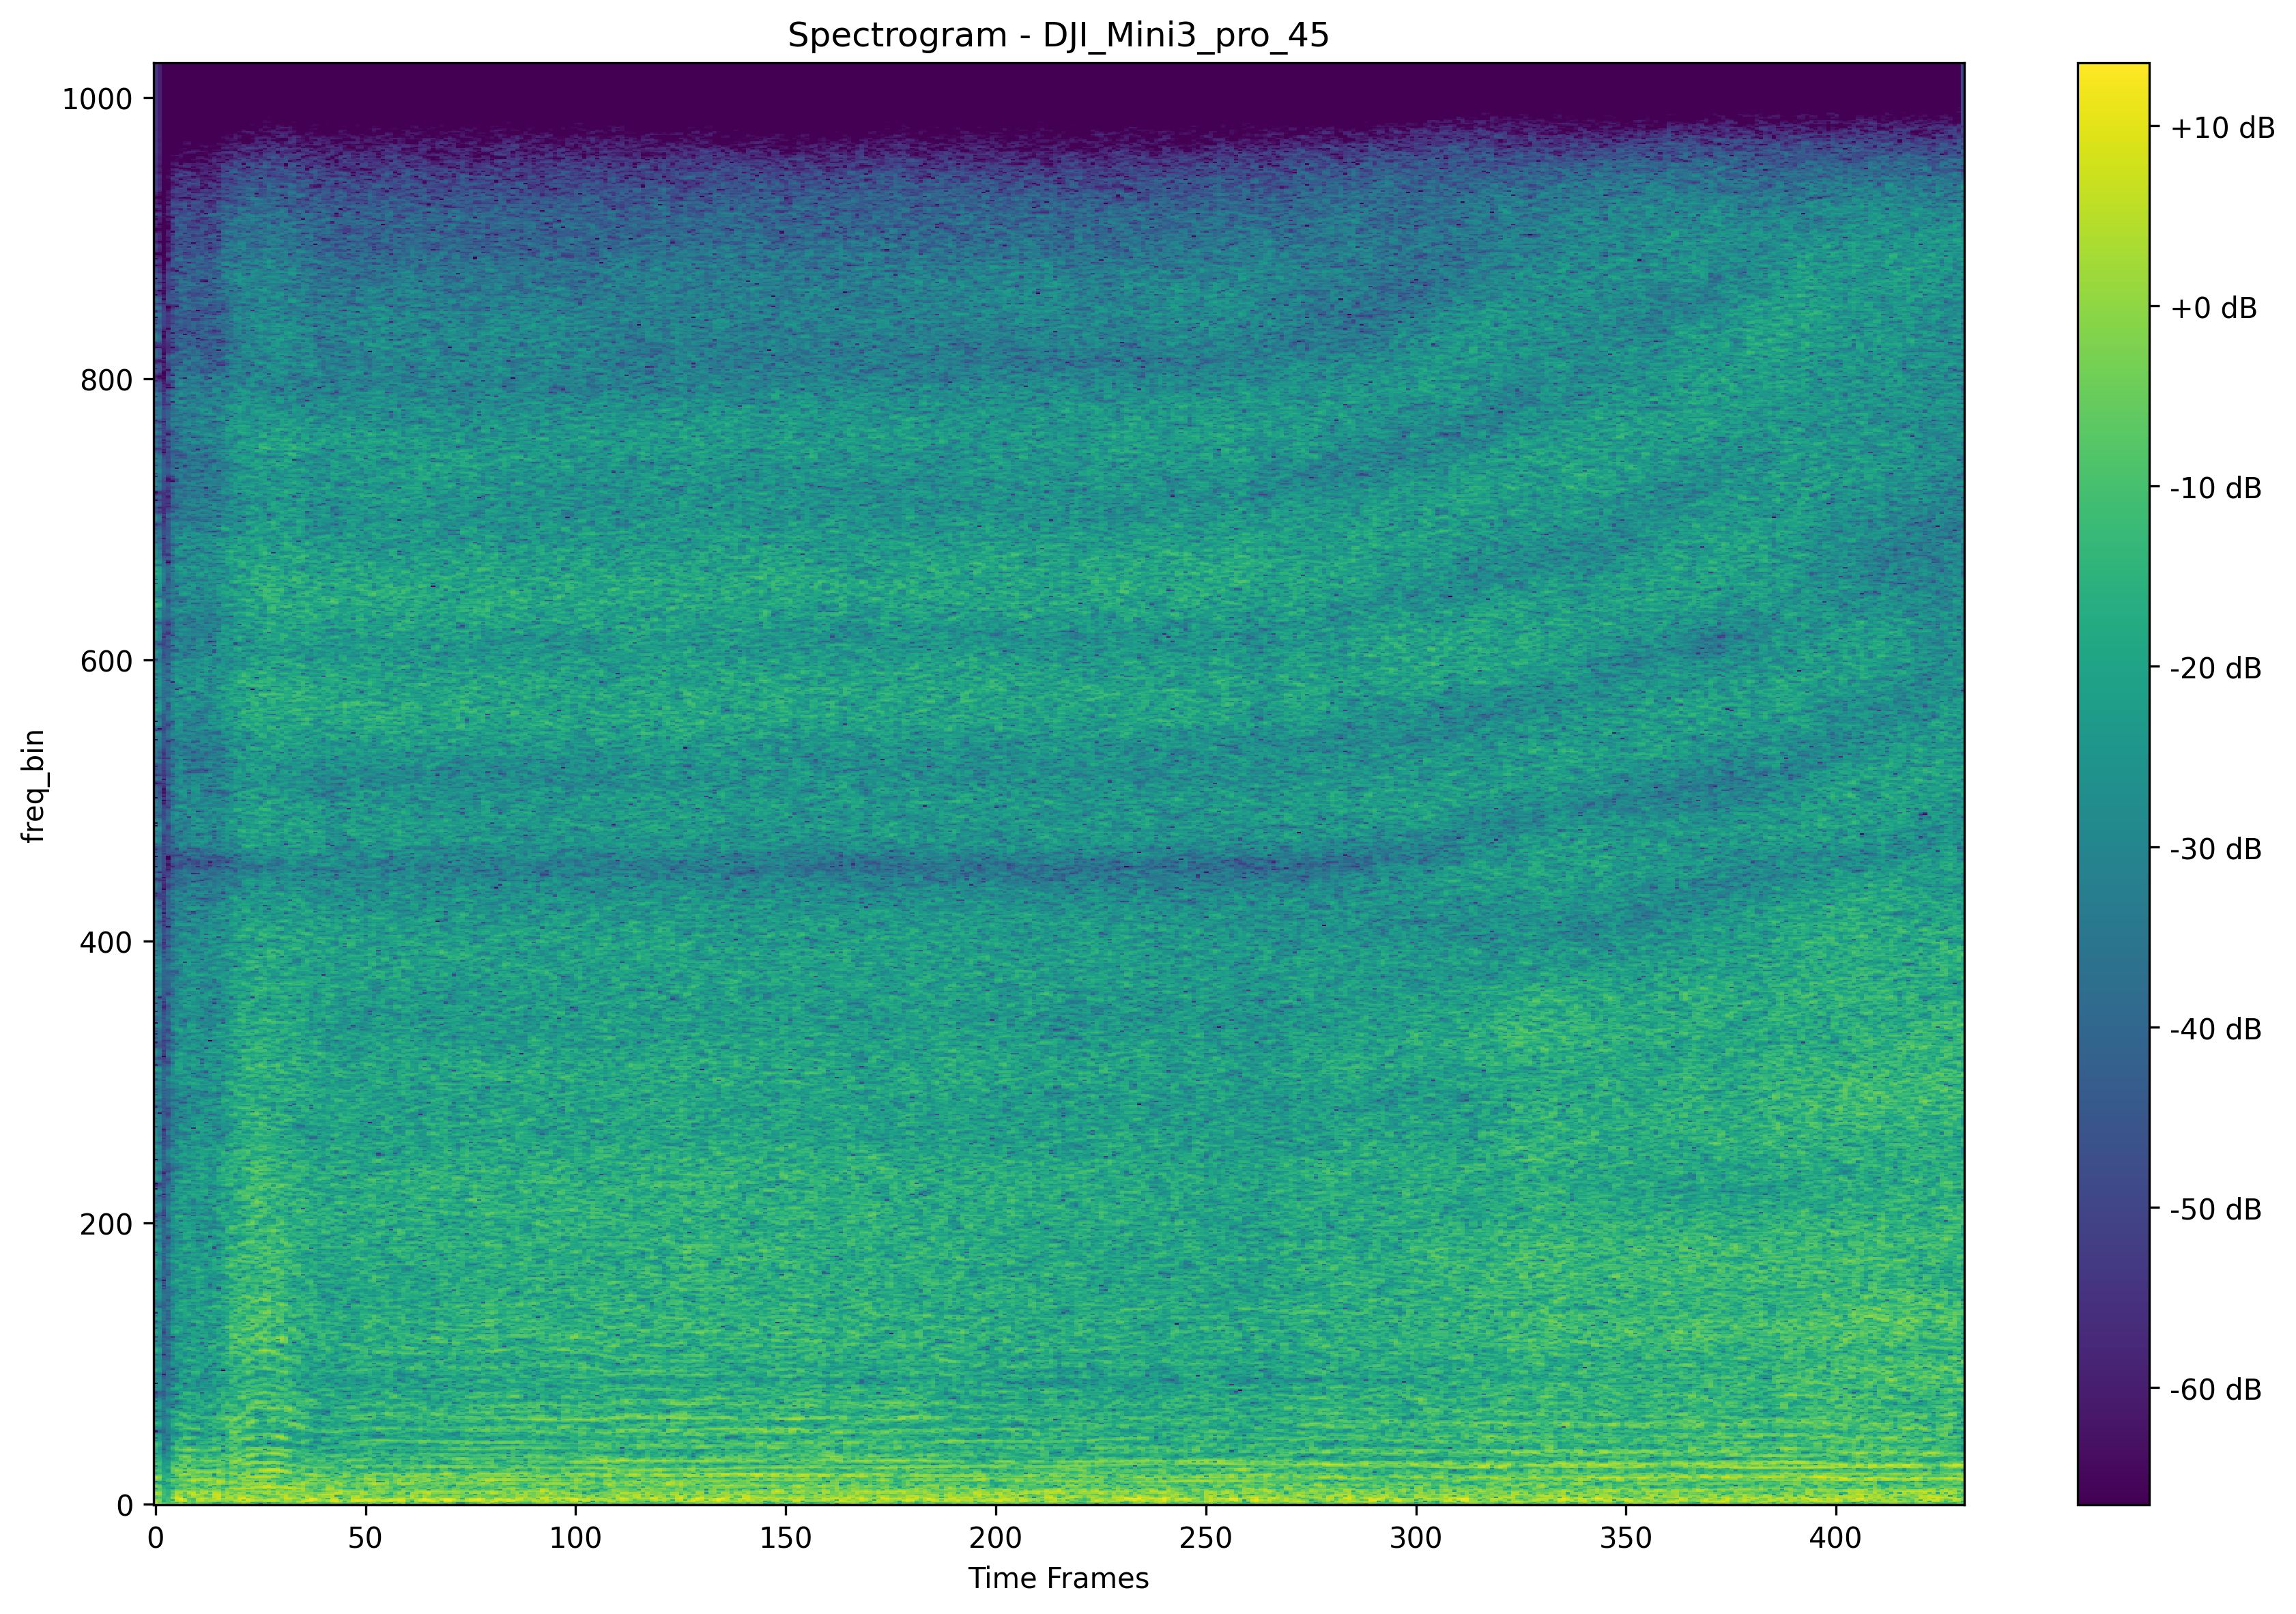 Spectrogram - DJI_Mini3_pro_45
1000
800
600
400
200
0
freq_bin
0 50 100 150 200 250 300 350 400
Time Frames
+10 dB
+0 dB
-10 dB
-20 dB
-30 dB
-40 dB
-50 dB
-60 dB